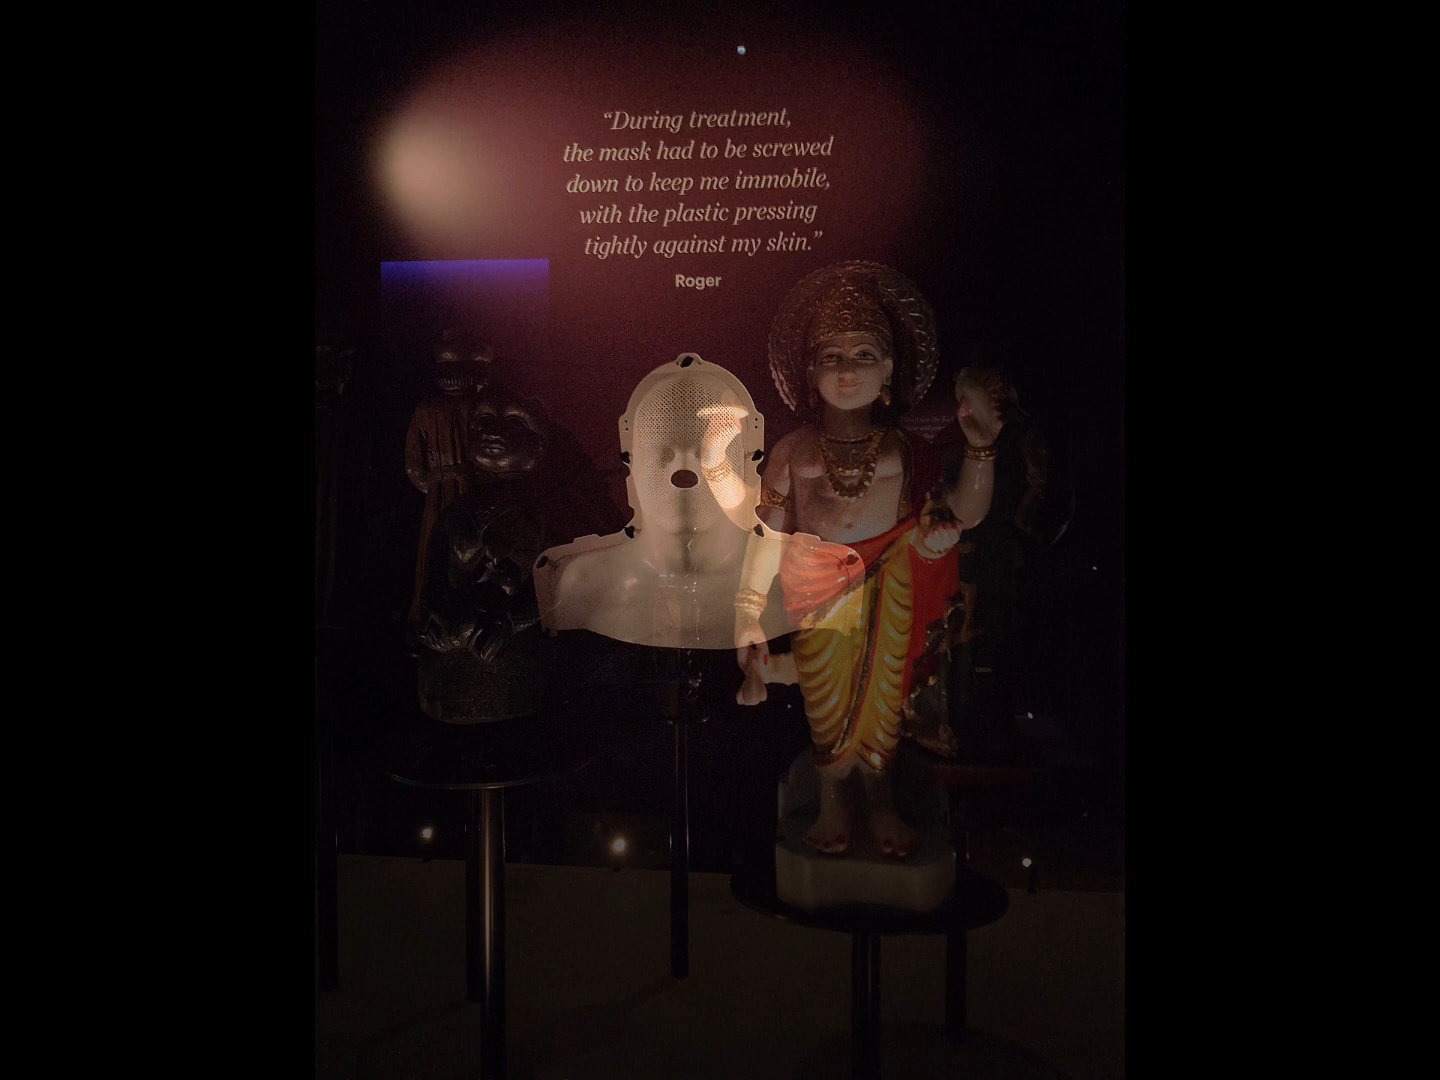 “During treatment,
the mask had to be screwed
down to keep me immobile,
with the plastic pressing
tightly against my skin.”
Roger